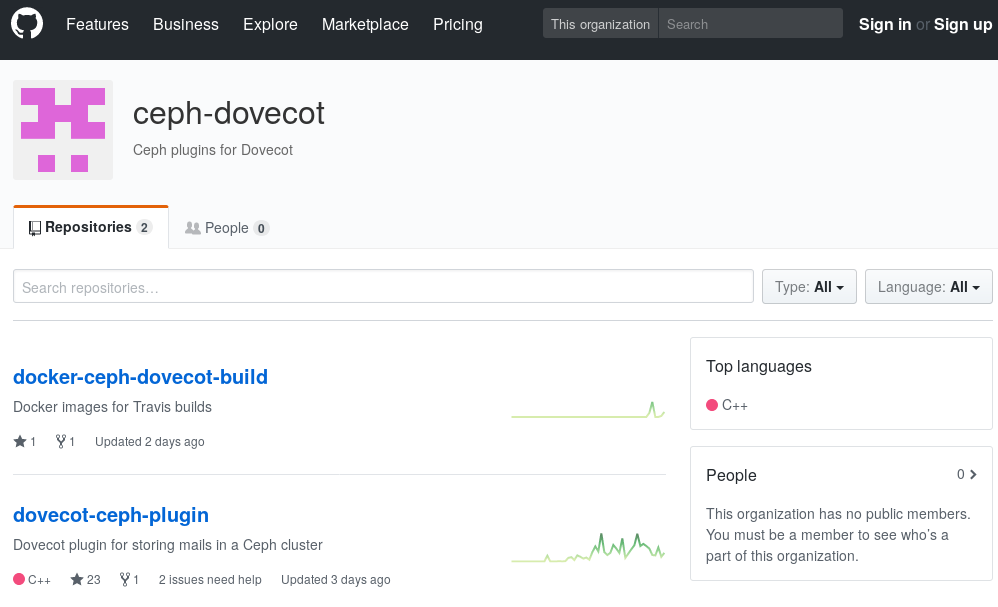 Features Business Explore Marketplace Pricing This organization Search Sign in or Sign up
ceph-dovecot
Ceph plugins for Dovecot
Repositories 2 People 0
Search repositories… Type: All Language: All
docker-ceph-dovecot-build
Docker images for Travis builds
1 1 Updated 2 days ago
dovecot-ceph-plugin
Dovecot plugin for storing mails in a Ceph cluster
C++ 23 1 2 issues need help Updated 3 days ago
Top languages
C++
People 0
This organization has no public members.
You must be a member to see who's a
part of this organization.